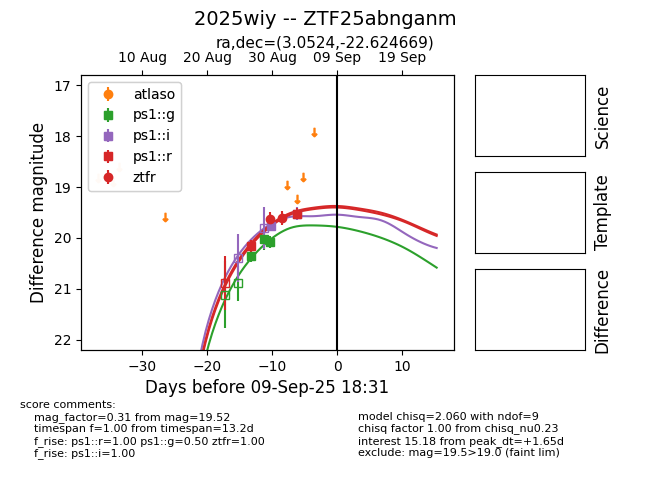 2025wiy -- ZTF25abnganm
ra,dec=(3.0524,-22.624669)
10 Aug 20 Aug 30 Aug 09 Sep 19 Sep
atlaso
ps1::g
ps1::i
ps1::r
ztfr
17
18
19
20
21
22
Difference magnitude
−30 −20 −10 0 10
Days before 09-Sep-25 18:31
Science
Template
Difference
score comments:
mag_factor=0.31 from mag=19.52
timespan f=1.00 from timespan=13.2d
f_rise: ps1::r=1.00 ps1::g=0.50 ztfr=1.00
f_rise: ps1::i=1.00
model chisq=2.060 with ndof=9
chisq factor 1.00 from chisq_nu0.23
interest 15.18 from peak_dt=+1.65d
exclude: mag=19.5>19.0 (faint lim)